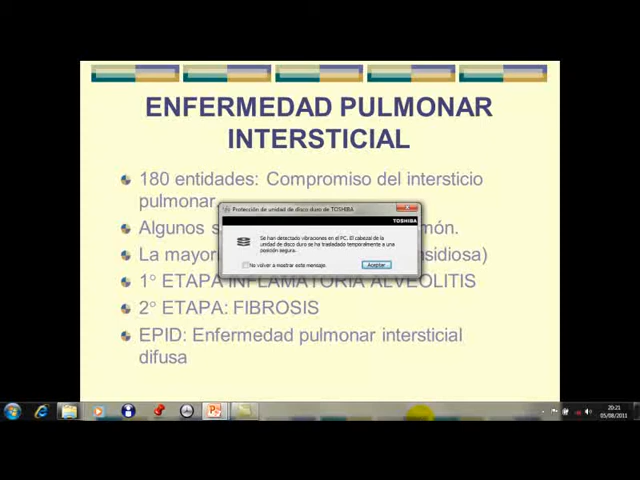 ENFERMEDAD PULMONAR
INTERSTICIAL
180 entidades: Compromiso del intersticio
pulmonar
Protección de unidad de disco duro de TOSHIBA
TOSHIBA
Algunos
Se han detectado vibraciones en el PC. El cabezal de la
unidad de disco duro se ha trasladado temporalmente a una
posición segura.
La mayor
No volver a mostrar este mensaje.
Aceptar
1° ETAPA INFLAMATORIA ALVEOLITIS
2° ETAPA: FIBROSIS
EPID: Enfermedad pulmonar intersticial
difusa
20:21
05/08/2011